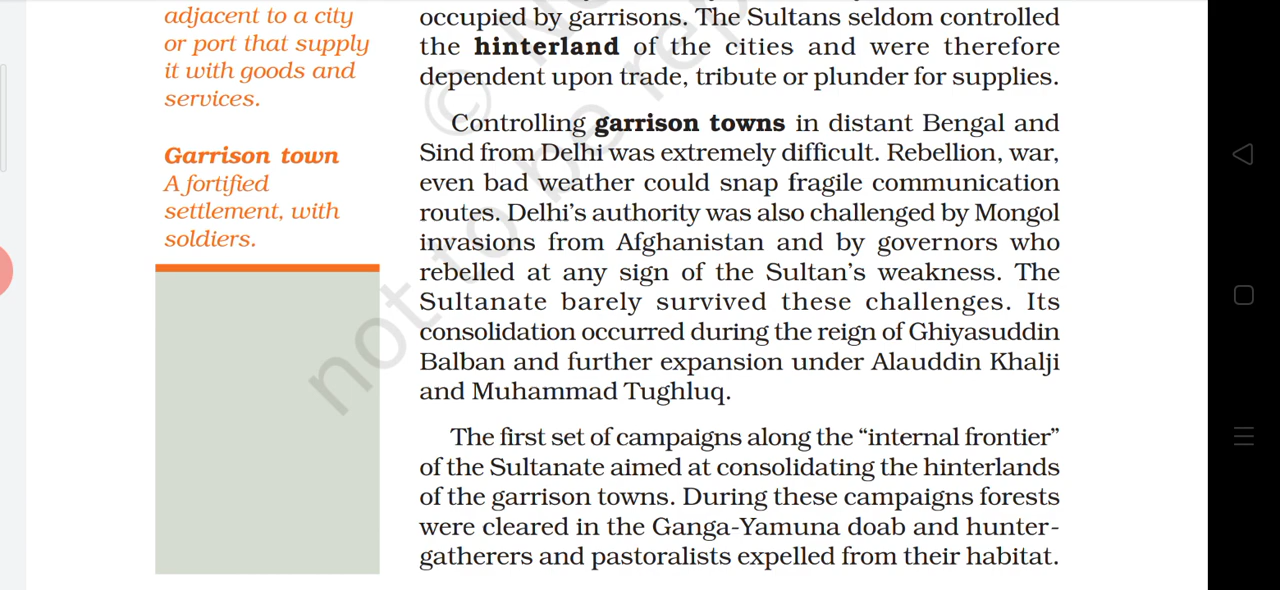 adjacent to a city
or port that supply
it with goods and
services.
Garrison town
A fortified
settlement, with
soldiers.
occupied by garrisons. The Sultans seldom controlled
the hinterland of the cities and were therefore
dependent upon trade, tribute or plunder for supplies.
Controlling garrison towns in distant Bengal and
Sind from Delhi was extremely difficult. Rebellion, war,
even bad weather could snap fragile communication
routes. Delhi's authority was also challenged by Mongol
invasions from Afghanistan and by governors who
rebelled at any sign of the Sultan's weakness. The
Sultanate barely survived these challenges. Its
consolidation occurred during the reign of Ghiyasuddin
Balban and further expansion under Alauddin Khalji
and Muhammad Tughluq.
The first set of campaigns along the “internal frontier”
of the Sultanate aimed at consolidating the hinterlands
of the garrison towns. During these campaigns forests
were cleared in the Ganga-Yamuna doab and hunter-
gatherers and pastoralists expelled from their habitat.
©
not to be rep